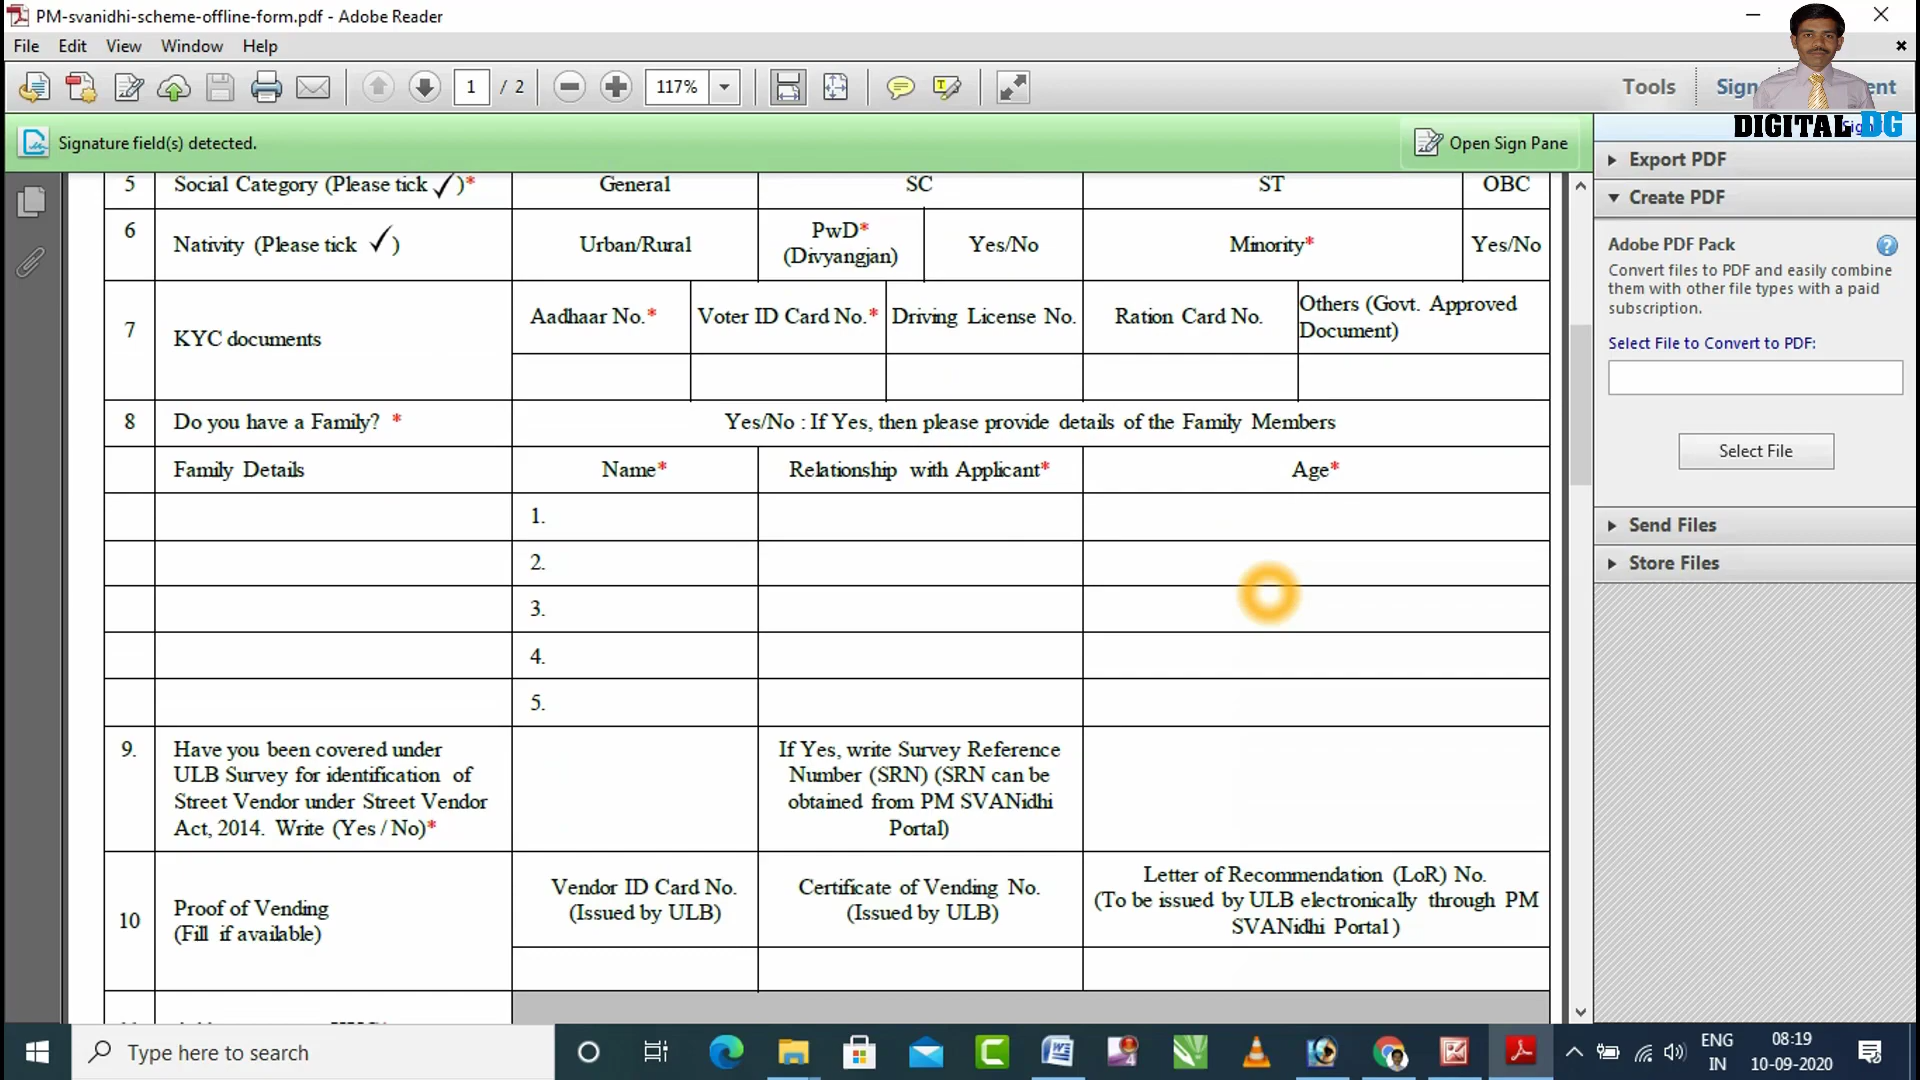 PM-svanidhi-scheme-offline-form.pdf - Adobe Reader
File Edit View Window Help
1 / 2 117% Tools Sign
DIGITAL DG
Signature field(s) detected. Open Sign Pane
5 Social Category (Please tick ✓)* General SC ST OBC
6 Nativity (Please tick ✓) Urban/Rural PwD* (Divyangjan) Yes/No Minority* Yes/No
7 KYC documents Aadhaar No.* Voter ID Card No.* Driving License No. Ration Card No. Others (Govt. Approved
Document)
8 Do you have a Family? * Yes/No : If Yes, then please provide details of the Family Members
Family Details Name* Relationship with Applicant* Age*
1.
2.
3.
4.
5.
9. Have you been covered under
ULB Survey for identification of
Street Vendor under Street Vendor
Act, 2014. Write (Yes / No)*
If Yes, write Survey Reference
Number (SRN) (SRN can be
obtained from PM SVANidhi
Portal)
10 Proof of Vending
(Fill if available)
Vendor ID Card No.
(Issued by ULB)
Certificate of Vending No.
(Issued by ULB)
Letter of Recommendation (LoR) No.
(To be issued by ULB electronically through PM
SVANidhi Portal )
Export PDF
Create PDF
Adobe PDF Pack
Convert files to PDF and easily combine
them with other file types with a paid
subscription.
Select File to Convert to PDF:
Select File
Send Files
Store Files
Type here to search
ENG
IN
08:19
10-09-2020